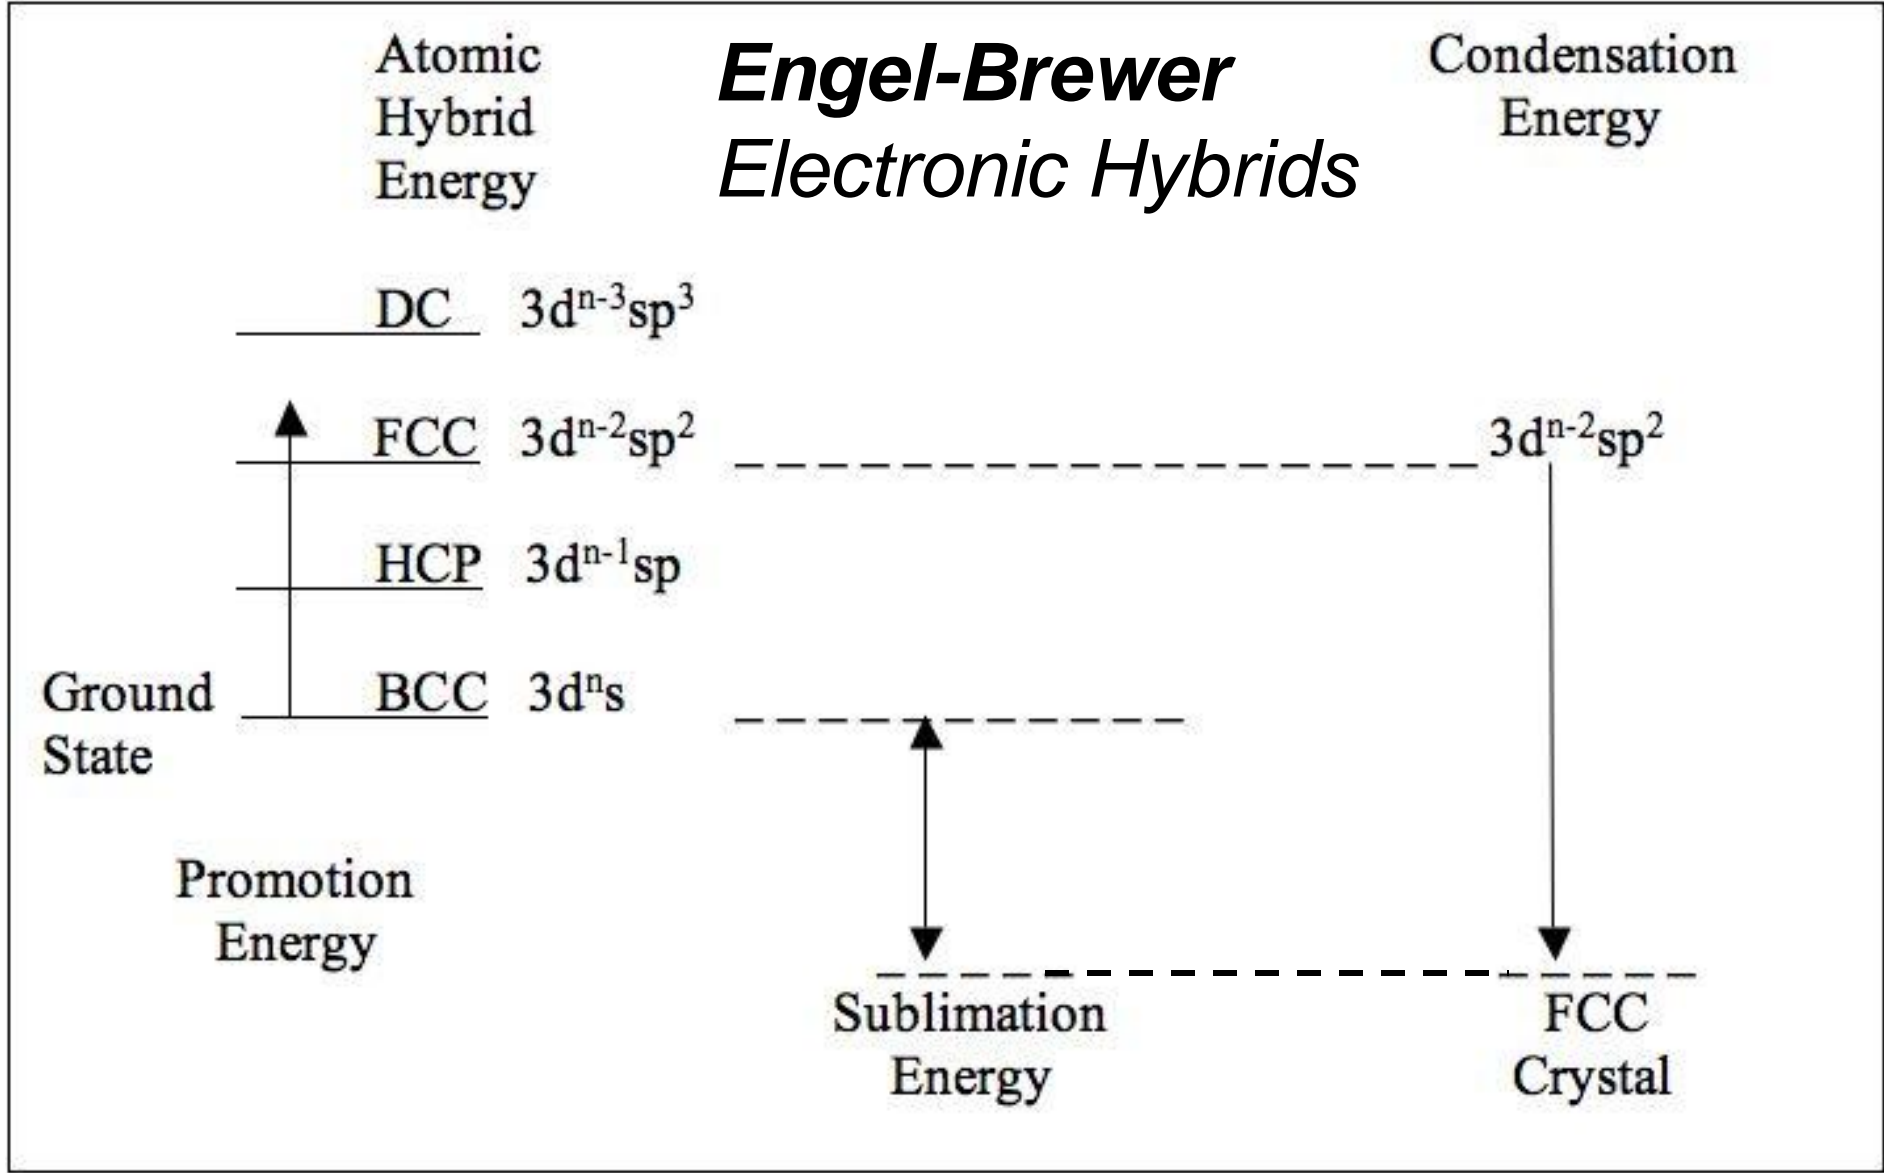 Atomic
Hybrid
Energy
Engel-Brewer
Electronic Hybrids
Condensation
Energy
DC 3dⁿ⁻³sp³
FCC 3dⁿ⁻²sp²
3dⁿ⁻²sp²
HCP 3dⁿ⁻¹sp
Ground
State
BCC 3dⁿs
Promotion
Energy
Sublimation
Energy
FCC
Crystal